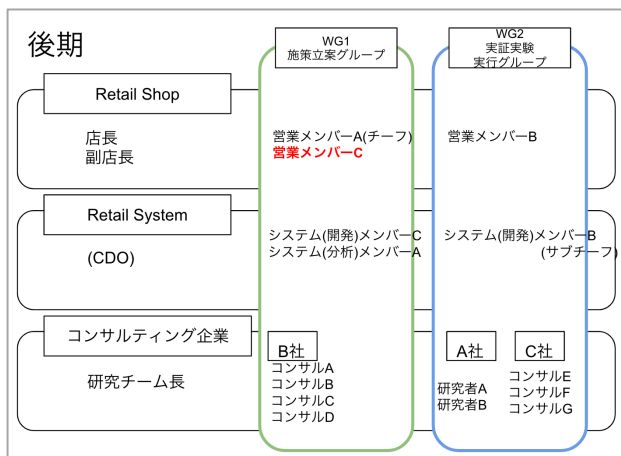 後期
WG1
施策立案グループ
WG2
実証実験
実行グループ
Retail Shop
店長
副店長
営業メンバーA(チーフ)
営業メンバーC
営業メンバーB
Retail System
(CDO)
システム(開発)メンバーC
システム(分析)メンバーA
システム(開発)メンバーB
(サブチーフ)
コンサルティング企業
研究チーム長
B社
コンサルA
コンサルB
コンサルC
コンサルD
A社
研究者A
研究者B
C社
コンサルE
コンサルF
コンサルG